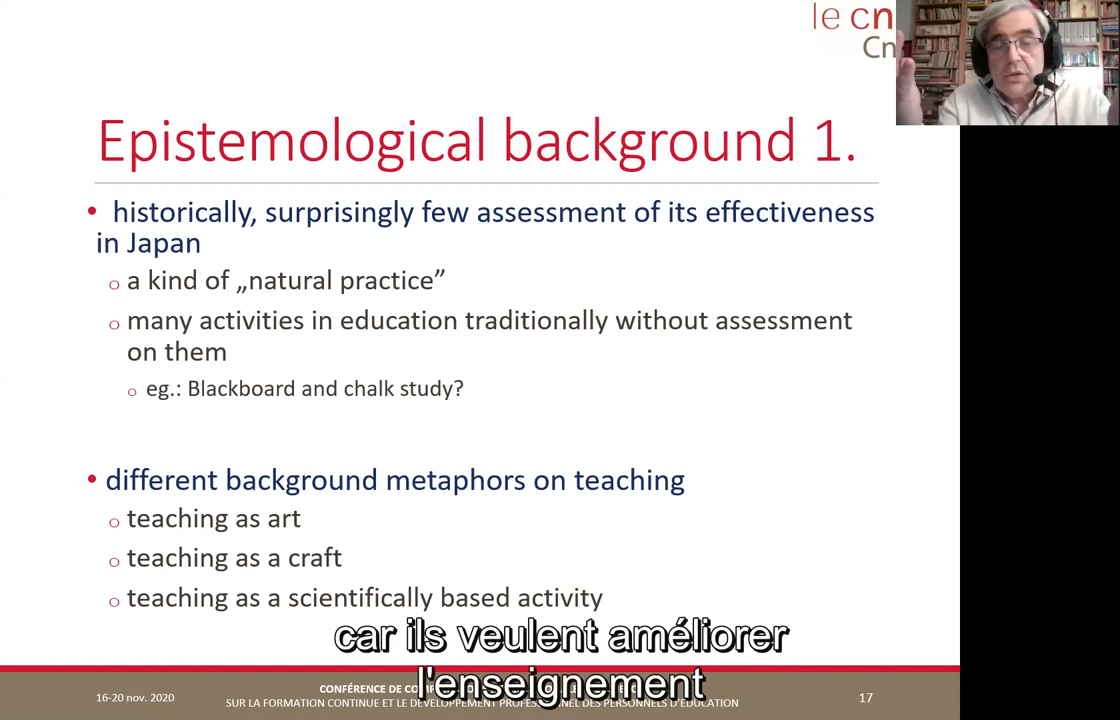 le cn
Cn
Epistemological background 1.
• historically, surprisingly few assessment of its effectiveness
in Japan
o a kind of „natural practice”
o many activities in education traditionally without assessment
on them
o eg.: Blackboard and chalk study?
• different background metaphors on teaching
o teaching as art
o teaching as a craft
o teaching as a scientifically based activity
car ils veulent améliorer
l'enseignement
16-20 nov. 2020
CONFÉRENCE DE
SUR LA FORMATION CONTINUE ET LE DÉVELOPPEMENT PROFESSIONNEL DES PERSONNELS D'ÉDUCATION
17